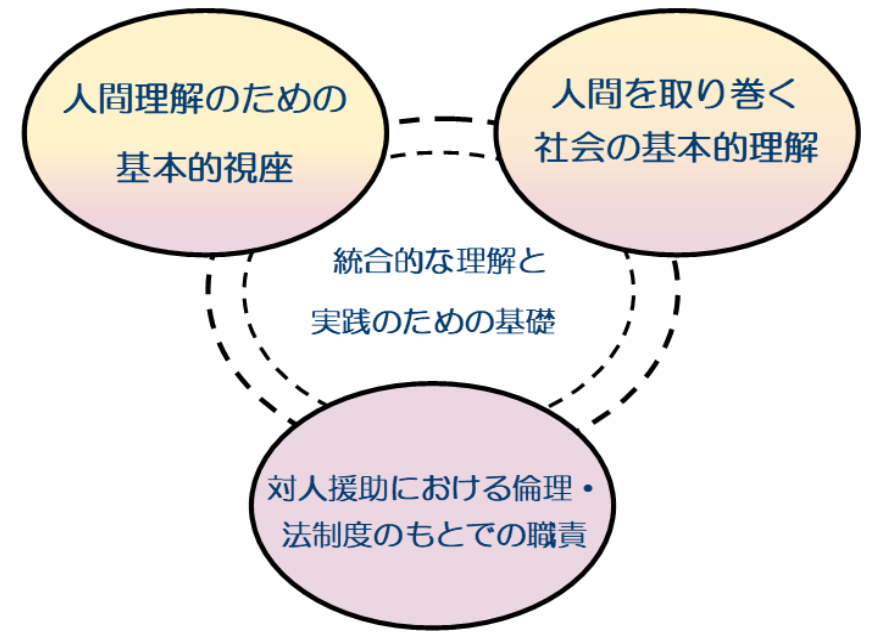 人間理解のための
基本的視座
人間を取り巻く
社会の基本的理解
統合的な理解と
実践のための基礎
対人援助における倫理・
法制度のもとでの職責